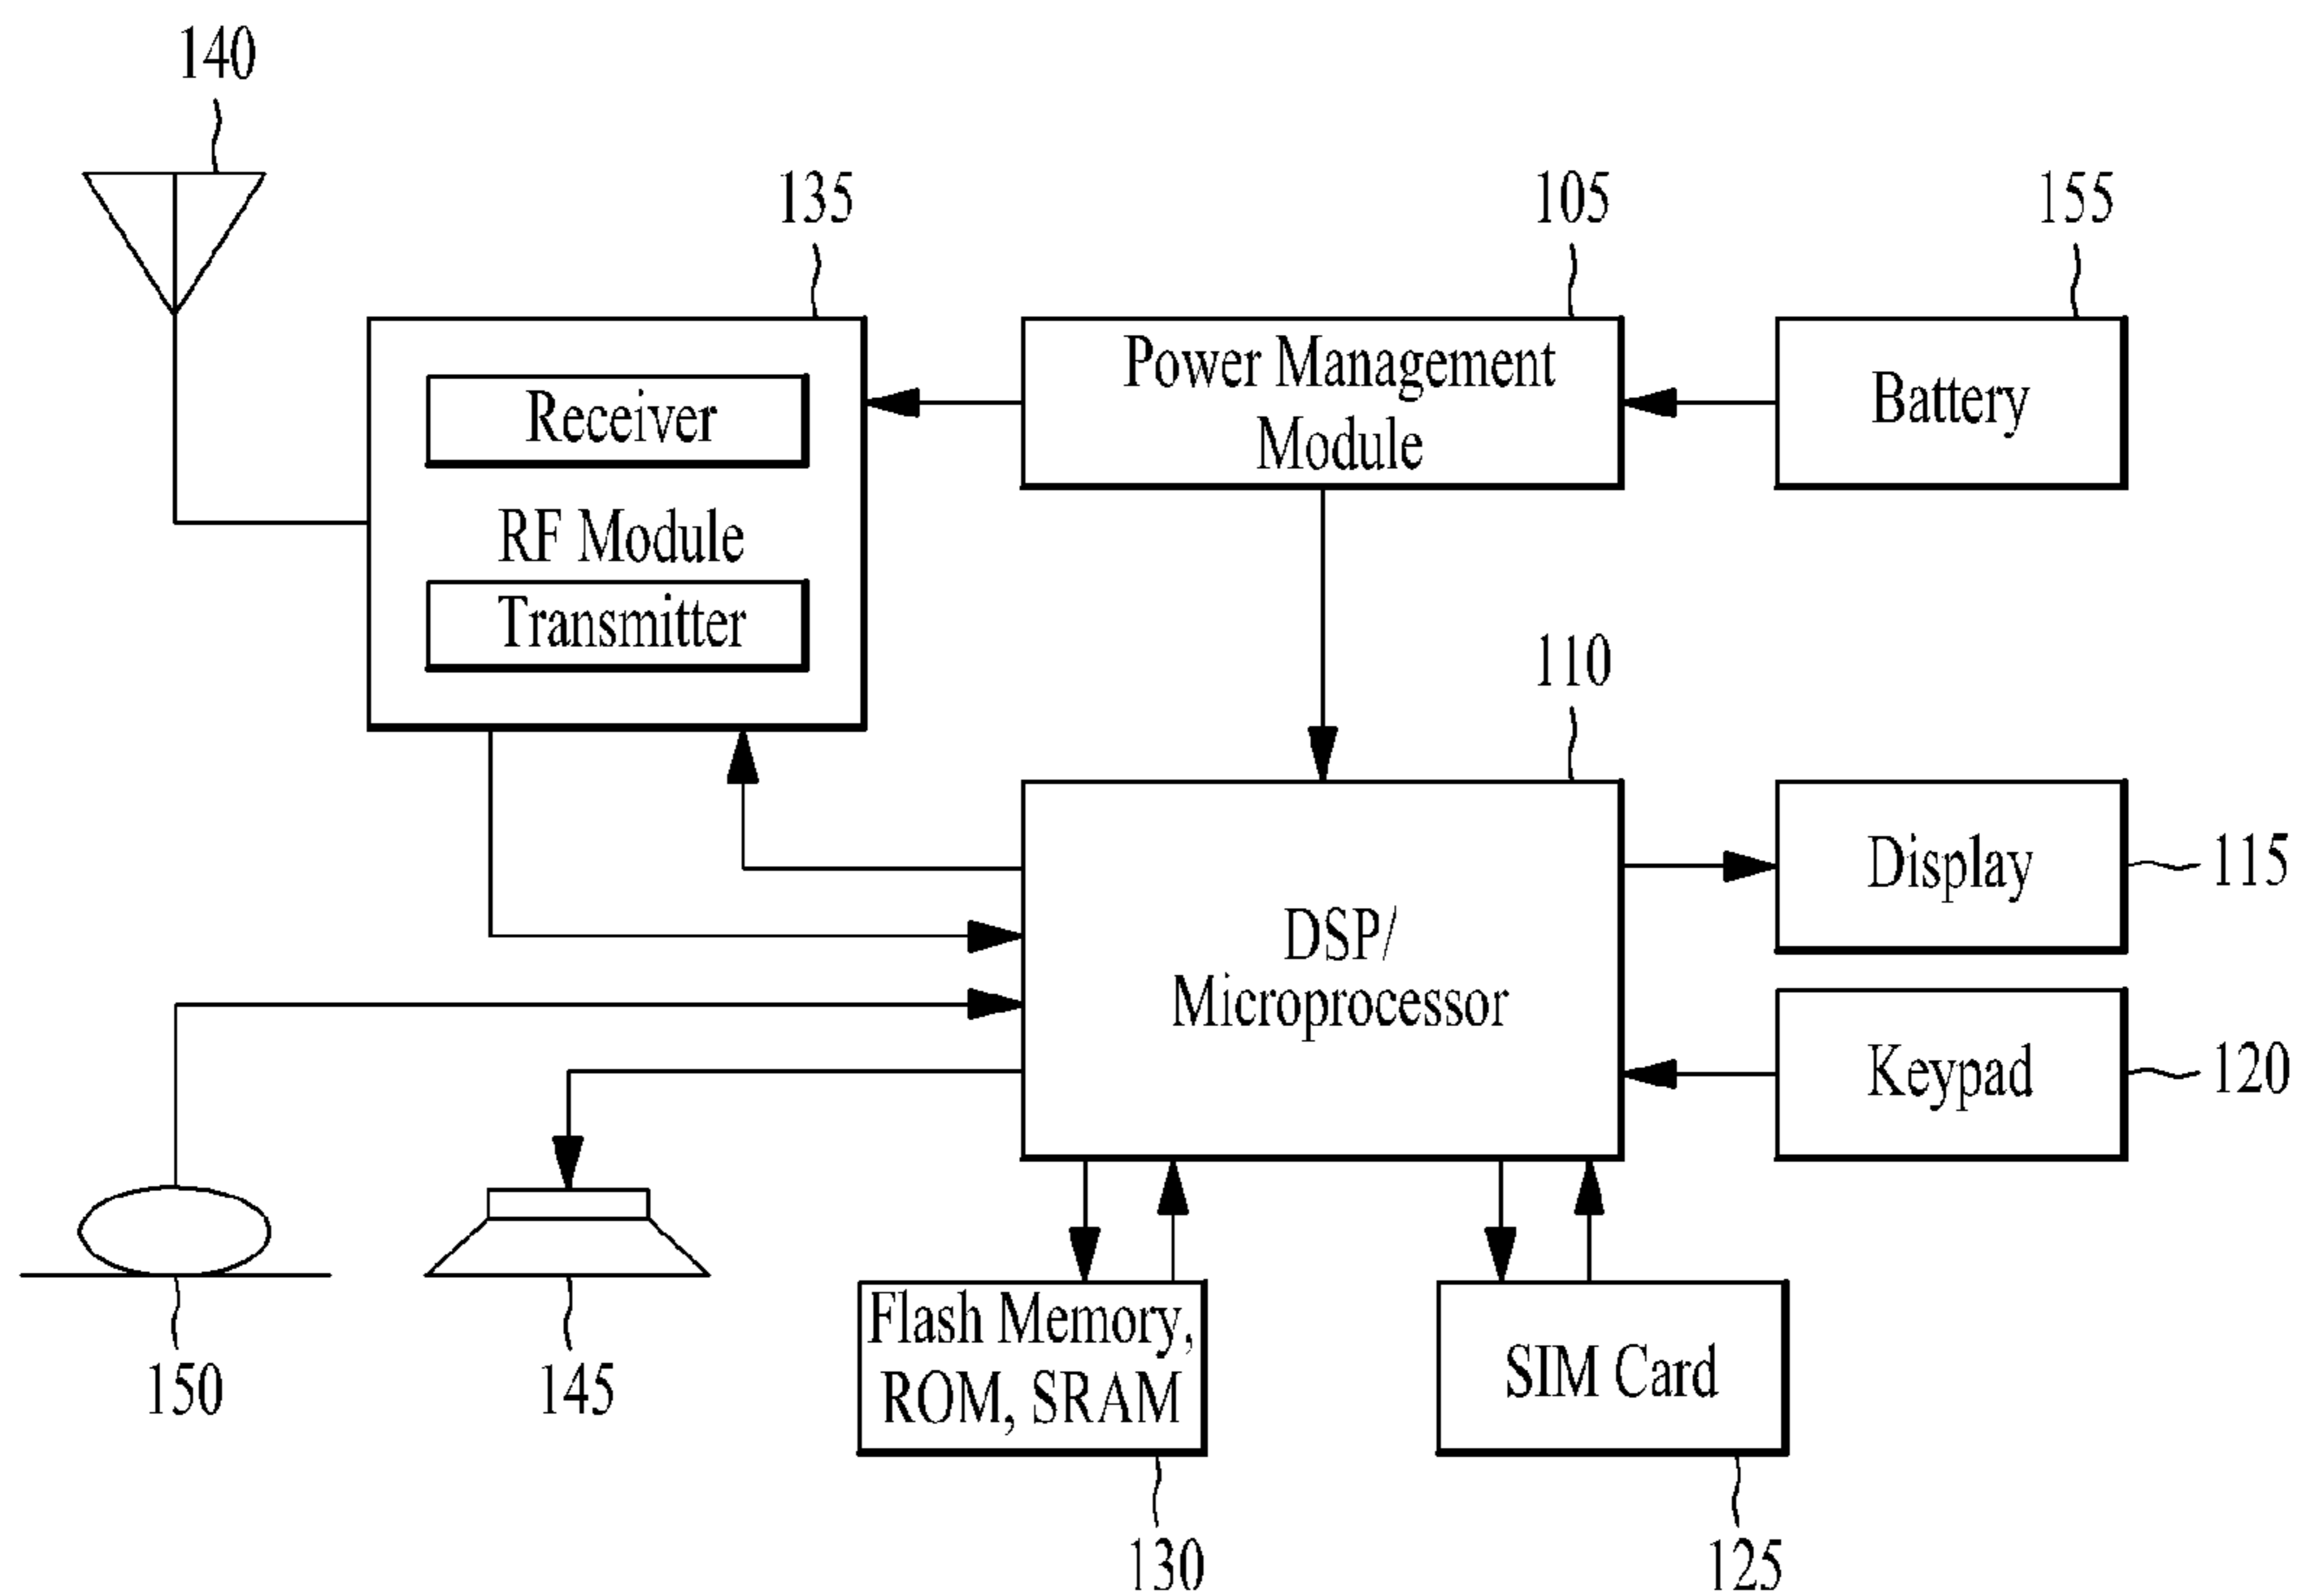 140
135
105
155
Power Management
Module
Battery
Receiver
RF Module
Transmitter
110
Display
115
DSP/
Microprocessor
Keypad
120
150
145
Flash Memory,
ROM, SRAM
SIM Card
130
125